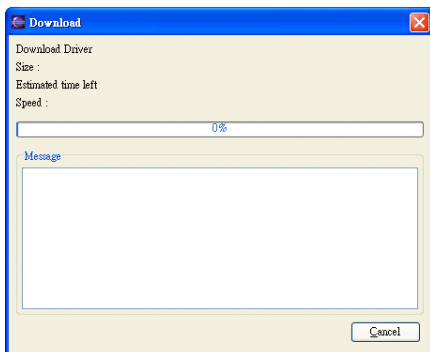 Download
Download Driver
Size :
Estimated time left
Speed :
0%
Message
Cancel